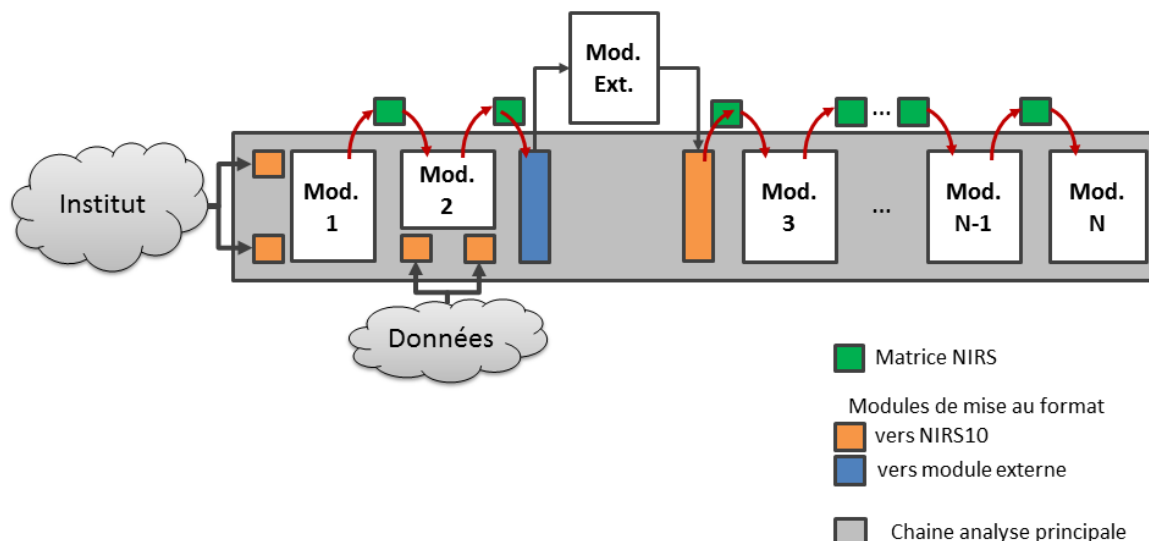 Mod.
Ext.
...
Institut
Mod.
1
Mod.
2
Mod.
3
...
Mod.
N-1
Mod.
N
Données
Matrice NIRS
Modules de mise au format
vers NIRS10
vers module externe
Chaine analyse principale